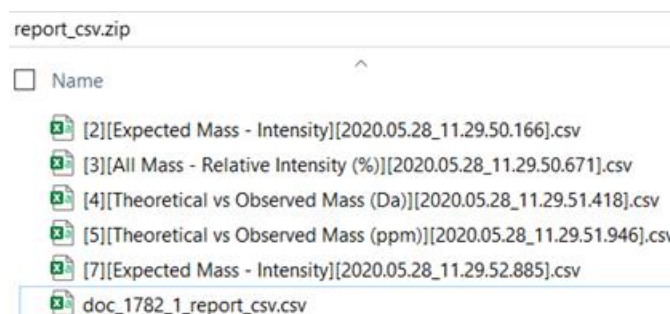 report_csv.zip
Name
[2][Expected Mass - Intensity][2020.05.28_11.29.50.166].csv
[3][All Mass - Relative Intensity (%)][2020.05.28_11.29.50.671].csv
[4][Theoretical vs Observed Mass (Da)][2020.05.28_11.29.51.418].csv
[5][Theoretical vs Observed Mass (ppm)][2020.05.28_11.29.51.946].csv
[7][Expected Mass - Intensity][2020.05.28_11.29.52.885].csv
doc_1782_1_report_csv.csv